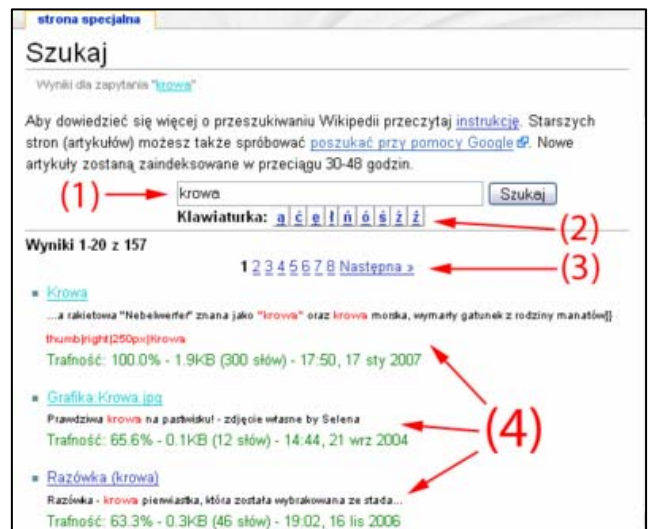 strona specjalna
Szukaj
Wyniki dla zapytania "krowa"
Aby dowiedzieć się więcej o przeszukiwaniu Wikipedii przeczytaj instrukcję. Starszych
stron (artykułów) możesz także spróbować poszukać przy pomocy Google. Nowe
artykuły zostaną zaindeksowane w przeciągu 30-48 godzin.
(1) krowa Szukaj
Klawiaturka: ą ć ę ł ń ó ś ż ź (2)
Wyniki 1-20 z 157
1 2 3 4 5 6 7 8 Następna » (3)
Krowa
...a rakietowa "Nebelwerfer" znana jako "krowa" oraz krowa morska, wymarły gatunek z rodziny manatów[[
thumb|right|250px|Krowa
Trafność: 100.0% - 1.9KB (300 słów) - 17:50, 17 sty 2007
Grafika:Krowa.jpg
Prawdziwa krowa na pastwisku! - zdjęcie własne by Selena
(4)
Trafność: 65.6% - 0.1KB (12 słów) - 14:44, 21 wrz 2004
Razówka (krowa)
Razówka - krowa pierwiastka, która została wybrakowana ze stada...
Trafność: 63.3% - 0.3KB (46 słów) - 19:02, 16 lis 2006